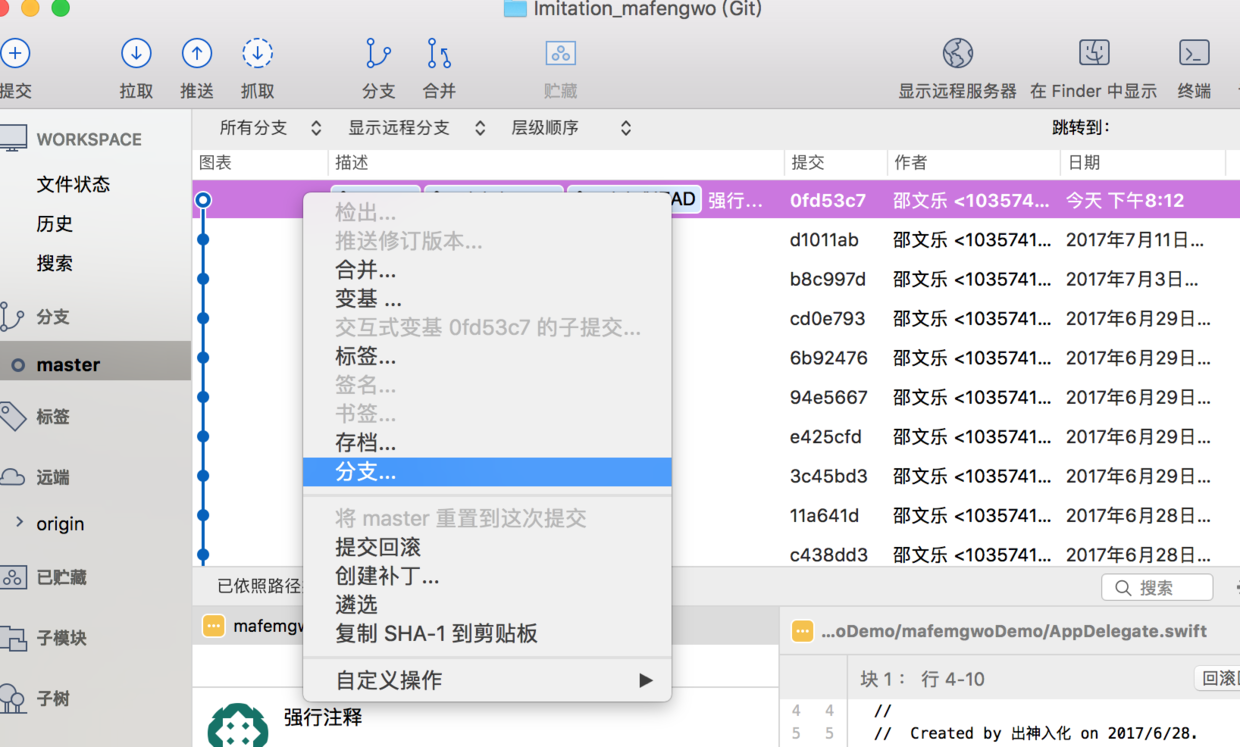 Imitation_mafengwo (Git)
提交 拉取 推送 抓取 分支 合并 贮藏 显示远程服务器 在 Finder 中显示 终端
所有分支 显示远程分支 层级顺序 跳转到:
WORKSPACE
文件状态
历史
搜索
分支
master
标签
远端
origin
已贮藏
子模块
子树
图表 描述 提交 作者 日期
AD 强行... 0fd53c7 邵文乐 <103574... 今天 下午8:12
d1011ab 邵文乐 <1035741... 2017年7月11日...
b8c997d 邵文乐 <1035741... 2017年7月3日...
cd0e793 邵文乐 <1035741... 2017年6月29日...
6b92476 邵文乐 <1035741... 2017年6月29日...
94e5667 邵文乐 <1035741... 2017年6月29日...
e425cfd 邵文乐 <1035741... 2017年6月29日...
3c45bd3 邵文乐 <1035741... 2017年6月29日...
11a641d 邵文乐 <1035741... 2017年6月28日...
c438dd3 邵文乐 <1035741... 2017年6月28日...
检出...
推送修订版本...
合并...
变基 ...
交互式变基 0fd53c7 的子提交...
标签...
签名...
书签...
存档...
分支...
将 master 重置到这次提交
提交回滚
创建补丁...
遴选
复制 SHA-1 到剪贴板
自定义操作
已依照路径
搜索
mafemgw
强行注释
...oDemo/mafemgwoDemo/AppDelegate.swift
块 1： 行 4-10
回滚
4 4 //
5 5 // Created by 出神入化 on 2017/6/28.